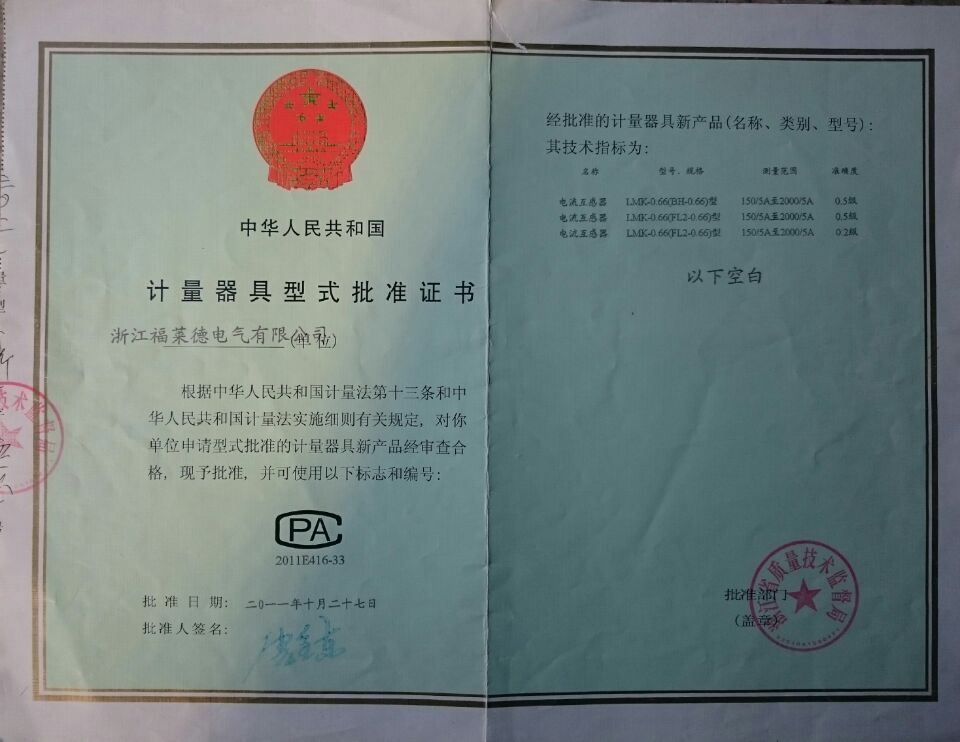 中华人民共和国
计量器具型式批准证书
浙江福莱德电气有限公司(单位)
根据中华人民共和国计量法第十三条和中
华人民共和国计量法实施细则有关规定，对你
单位申请型式批准的计量器具新产品经审查合
格，现予批准，并可使用以下标志和编号：
CPA
2011E416-33
批准日期：二〇一一年十月二十七日
批准人签名：
经批准的计量器具新产品(名称、类别、型号)：
其技术指标为：
名称 型号、规格 测量范围 准确度
电流互感器 LMK-0.66(BH-0.66)型 150/5A至2000/5A 0.5级
电流互感器 LMK-0.66(FL2-0.66)型 150/5A至2000/5A 0.5级
电流互感器 LMK-0.66(FL2-0.66)型 150/5A至2000/5A 0.2级
以下空白
批准部门
(盖章)
浙江省质量技术监督局